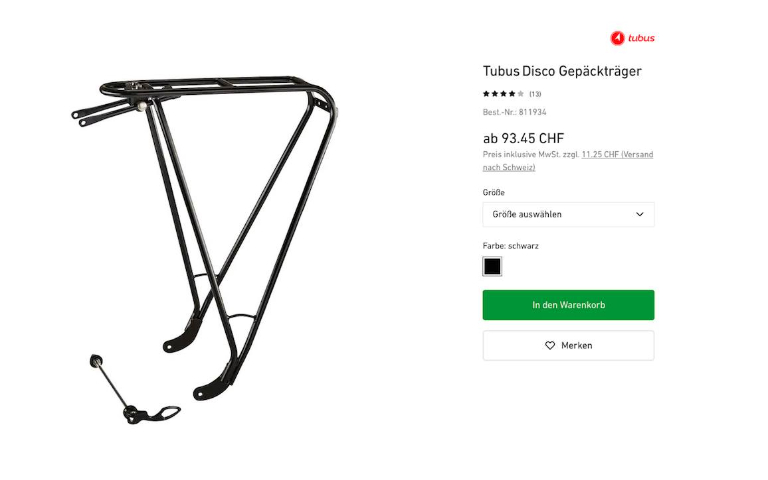 tubus
Tubus Disco Gepäckträger
(13)
Best.-Nr.: 811934
ab 93.45 CHF
Preis inklusive MwSt. zzgl. 11.25 CHF (Versand
nach Schweiz)
Größe
Größe auswählen
Farbe: schwarz
In den Warenkorb
Merken